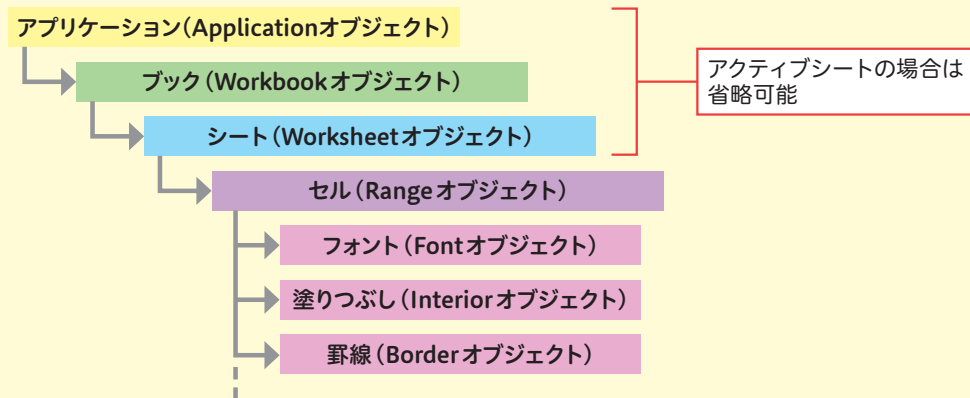 アプリケーション（Applicationオブジェクト）
ブック（Workbookオブジェクト）
アクティブシートの場合は
省略可能
シート（Worksheetオブジェクト）
セル（Rangeオブジェクト）
フォント（Fontオブジェクト）
塗りつぶし（Interiorオブジェクト）
罫線（Borderオブジェクト）